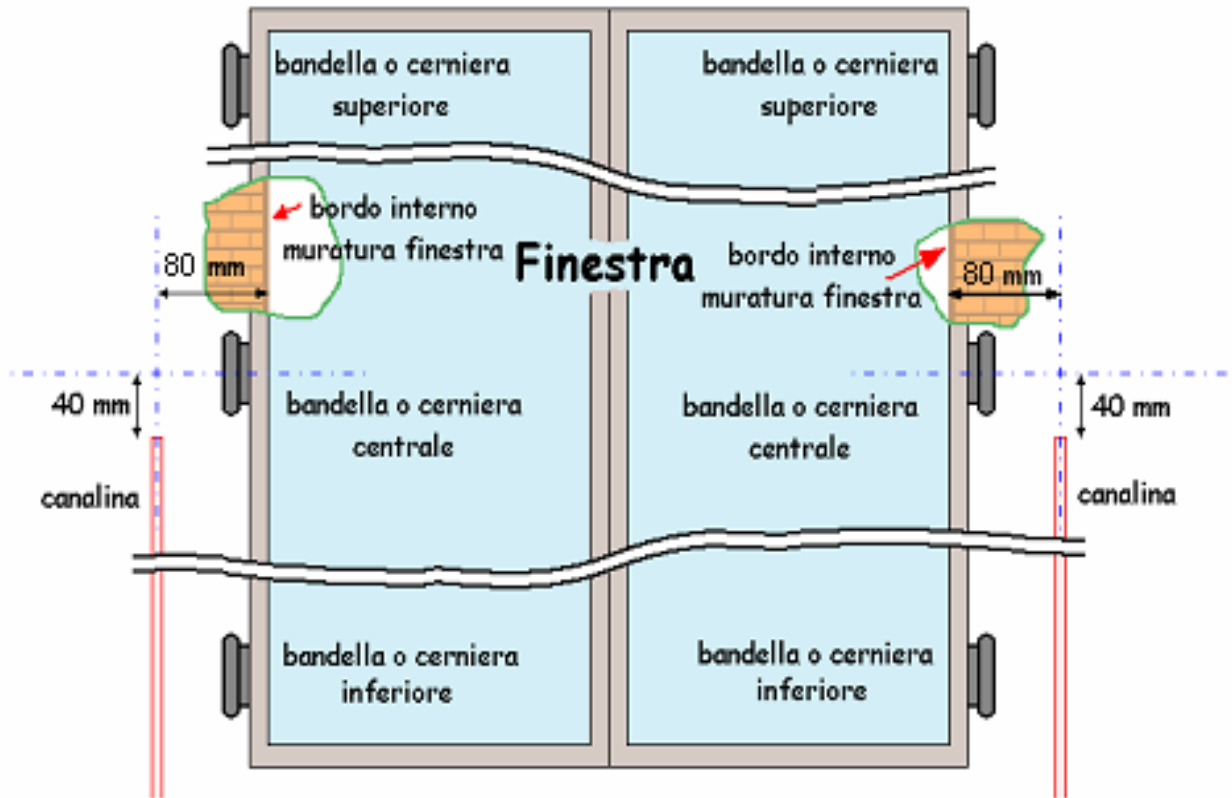 bandella o cerniera
superiore
bandella o cerniera
superiore
bordo interno
muratura finestra
80 mm
Finestra
bordo interno
muratura finestra
80 mm
40 mm
bandella o cerniera
centrale
bandella o cerniera
centrale
40 mm
canalina
canalina
bandella o cerniera
inferiore
bandella o cerniera
inferiore